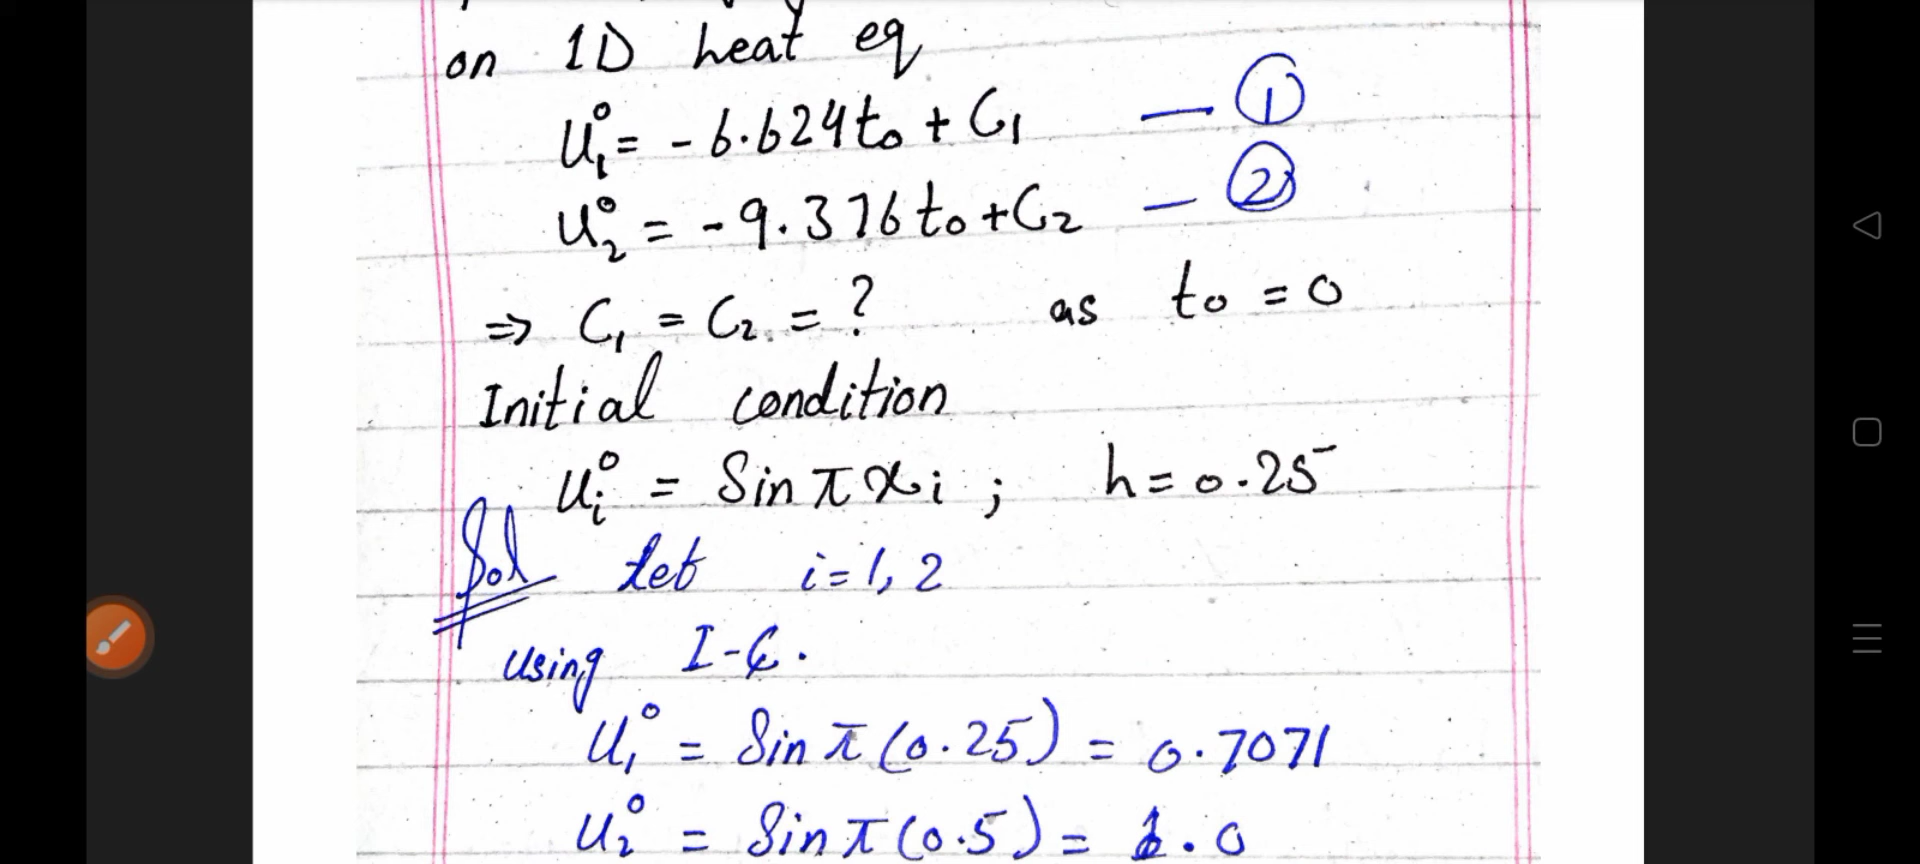 on 1D heat eq
U₁⁰ = - 6.624t₀ + C₁ — ①
U₂⁰ = - 9.376t₀ + C₂ — ②
⇒ C₁ = C₂ = ? as t₀ = 0
Initial condition
Uᵢ⁰ = Sin π xᵢ ; h = 0.25
Sol let i = 1, 2
Using I-C.
U₁⁰ = Sin π (0.25) = 0.7071
U₂⁰ = Sin π (0.5) = 1.0